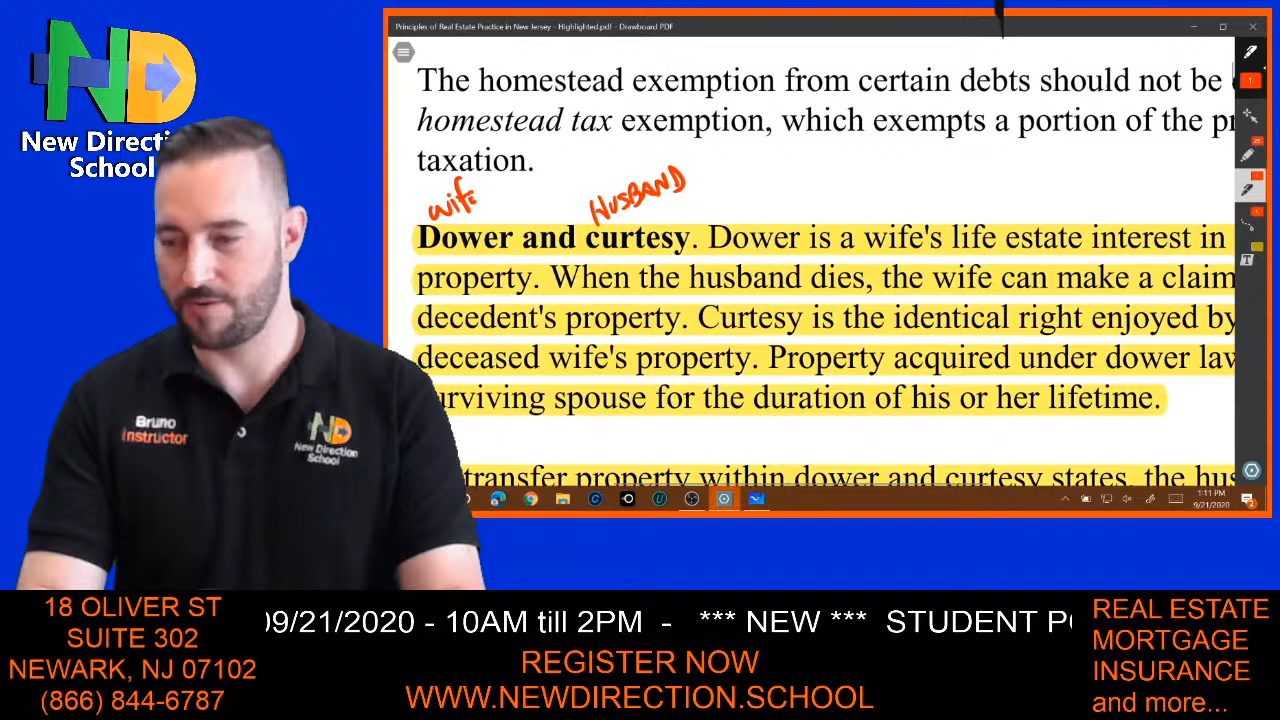 ND
New Directi
School
Principles of Real Estate Practice in New Jersey - Highlighted.pdf - Drawboard PDF
The homestead exemption from certain debts should not be
homestead tax exemption, which exempts a portion of the pr
taxation.
wife HUSBAND
Dower and curtesy. Dower is a wife's life estate interest in
property. When the husband dies, the wife can make a claim
decedent's property. Curtesy is the identical right enjoyed by
deceased wife's property. Property acquired under dower law
urviving spouse for the duration of his or her lifetime.
transfer property within dower and curtesy states, the hus
1:11 PM
9/21/2020
Bruno
Instructor
New Direction
School
18 OLIVER ST
SUITE 302
NEWARK, NJ 07102
(866) 844-6787
09/21/2020 - 10AM till 2PM - *** NEW *** STUDENT PO
REGISTER NOW
WWW.NEWDIRECTION.SCHOOL
REAL ESTATE
MORTGAGE
INSURANCE
and more...